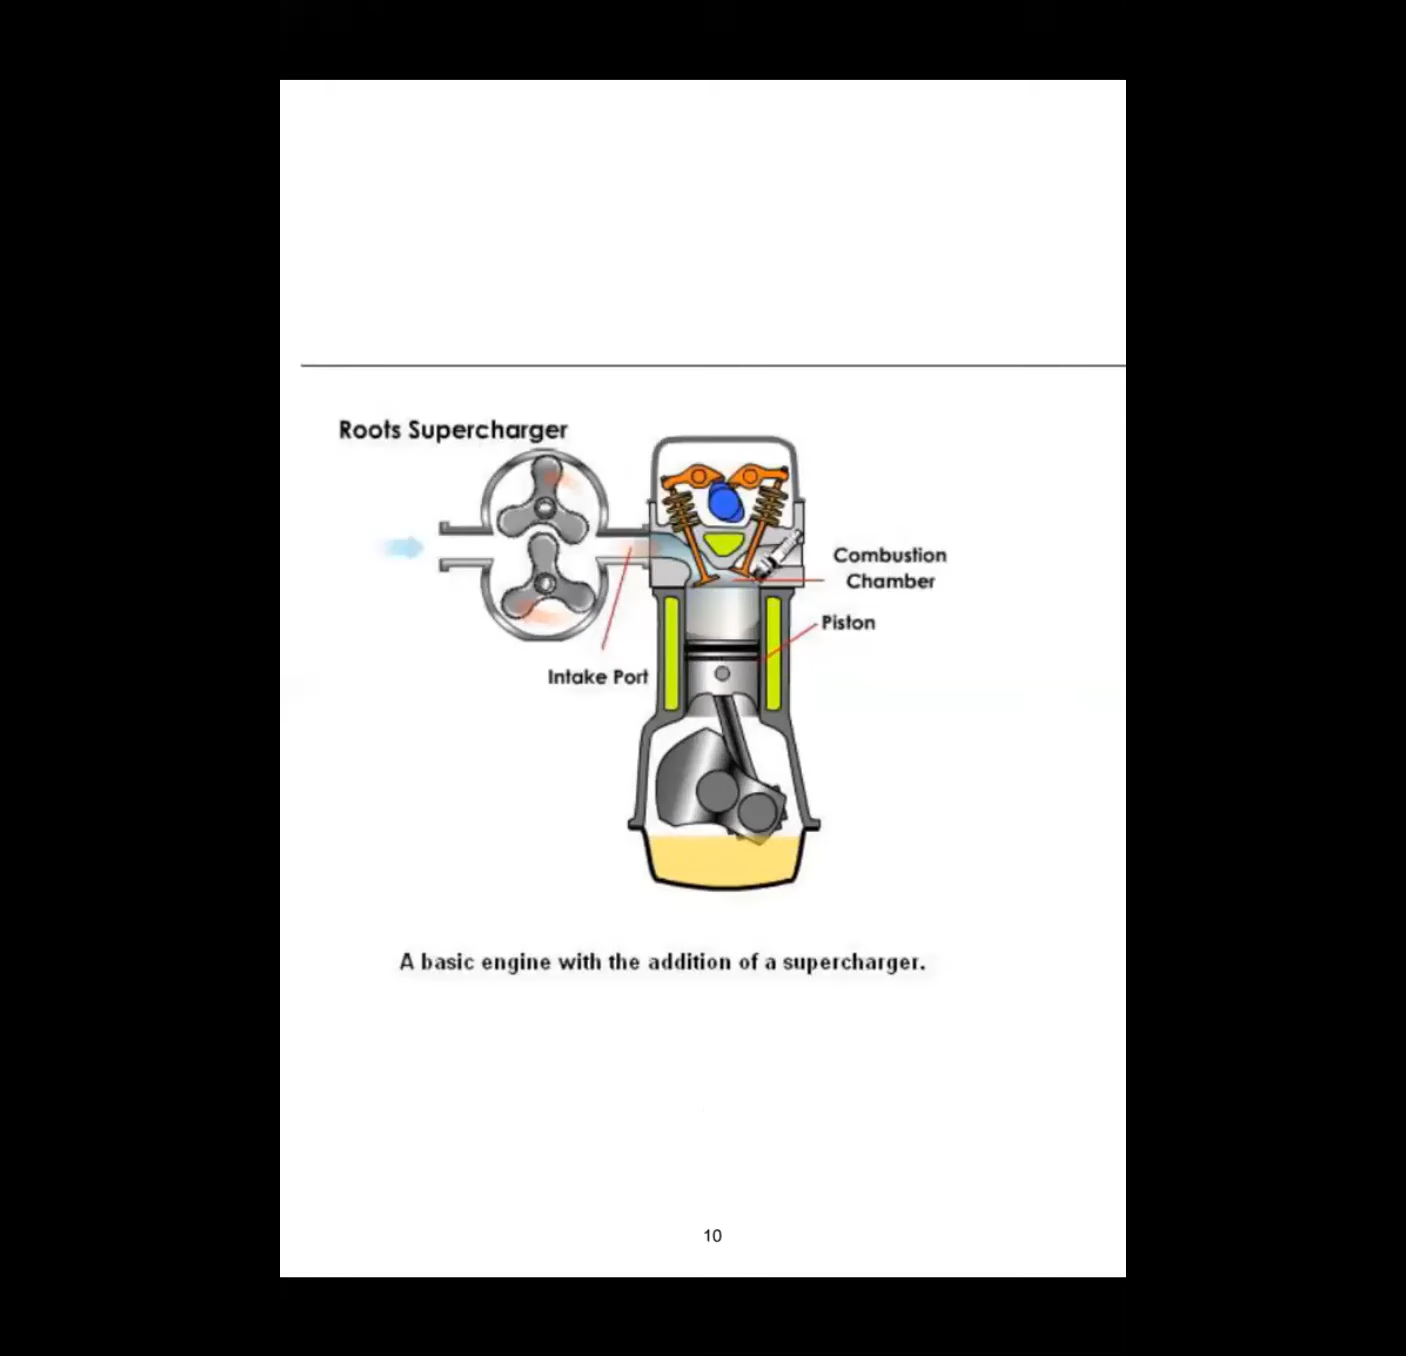 Roots Supercharger
Combustion
Chamber
Piston
Intake Port
A basic engine with the addition of a supercharger.
10